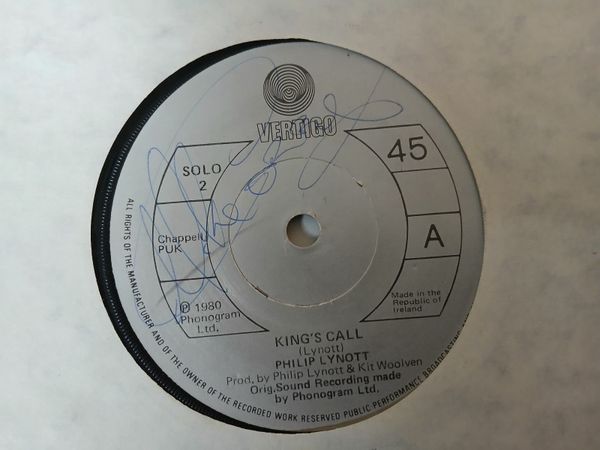 VERTIGO
SOLO
2
45
Chappell
PUK
A
℗ 1980
Phonogram
Ltd.
Made in the
Republic of
Ireland
KING'S CALL
(Lynott)
PHILIP LYNOTT
Prod. by Philip Lynott & Kit Woolven
Orig. Sound Recording made
by Phonogram Ltd.
ALL RIGHTS OF THE MANUFACTURER AND OF THE OWNER OF THE RECORDED WORK RESERVED PUBLIC PERFORMANCE BROADCASTING